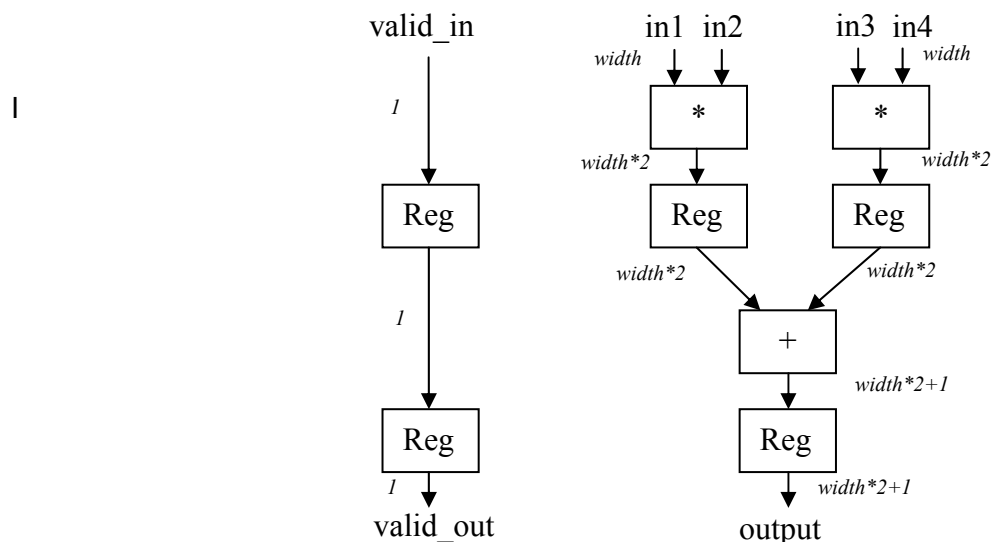 valid_in
in1 in2
in3 in4
width
width
l
1
*
*
width*2
width*2
Reg
Reg
Reg
width*2
width*2
1
+
width*2+1
Reg
Reg
1
width*2+1
valid_out
output